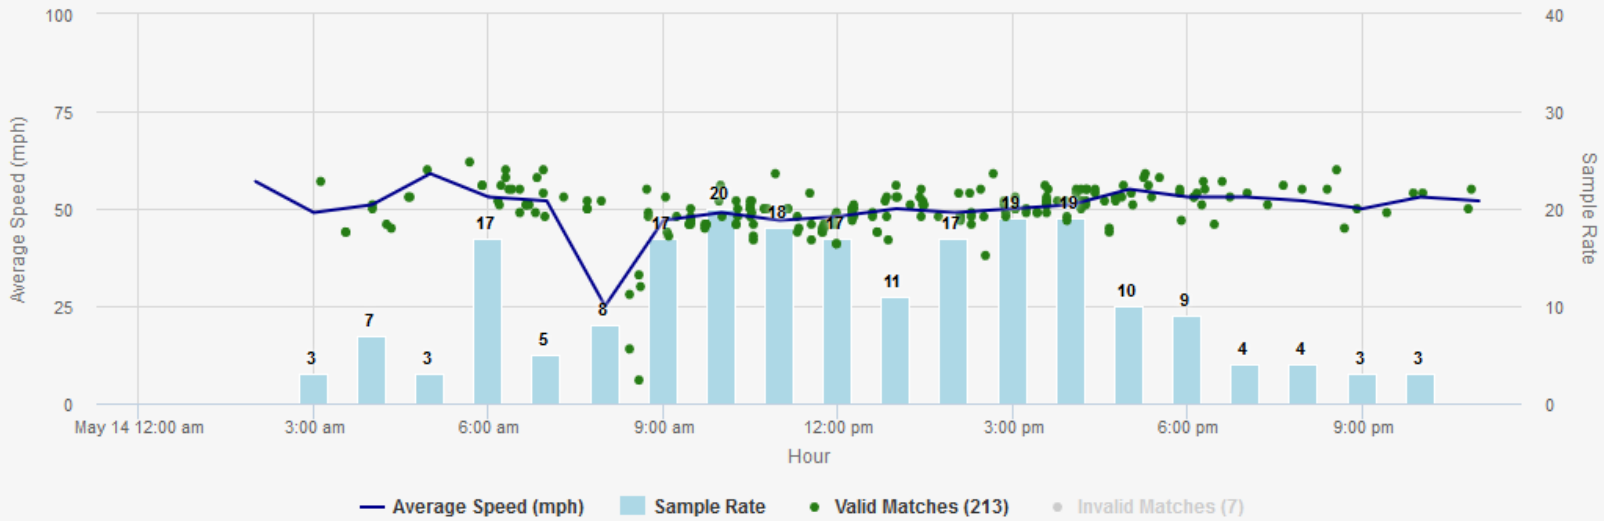 100
75
50
25
0
Average Speed (mph)
40
30
20
10
0
Sample Rate
3
7
3
17
5
8
17
20
18
17
11
17
19
19
10
9
4
4
3
3
May 14 12:00 am
3:00 am
6:00 am
9:00 am
12:00 pm
3:00 pm
6:00 pm
9:00 pm
Hour
Average Speed (mph)
Sample Rate
Valid Matches (213)
Invalid Matches (7)